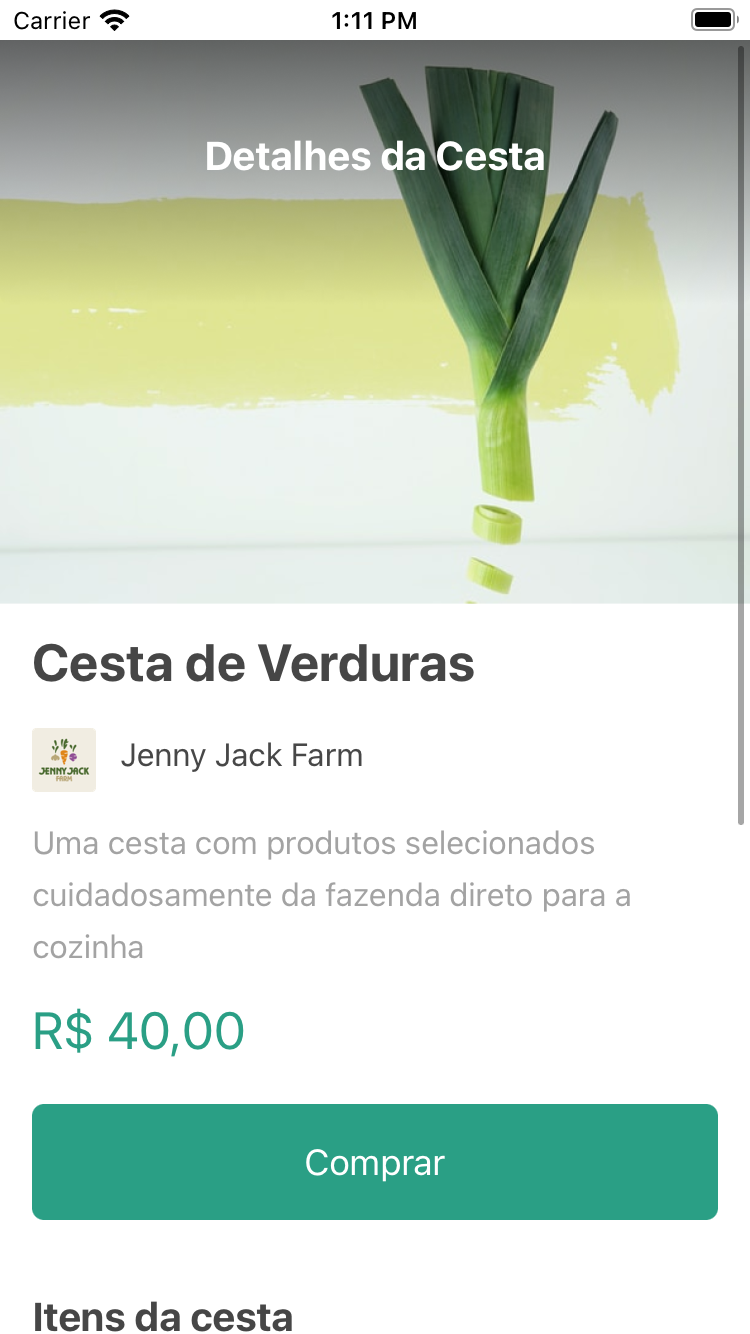 Carrier 1:11 PM
Detalhes da Cesta
Cesta de Verduras
JENNY JACK
FARM
Jenny Jack Farm
Uma cesta com produtos selecionados
cuidadosamente da fazenda direto para a
cozinha
R$ 40,00
Comprar
Itens da cesta